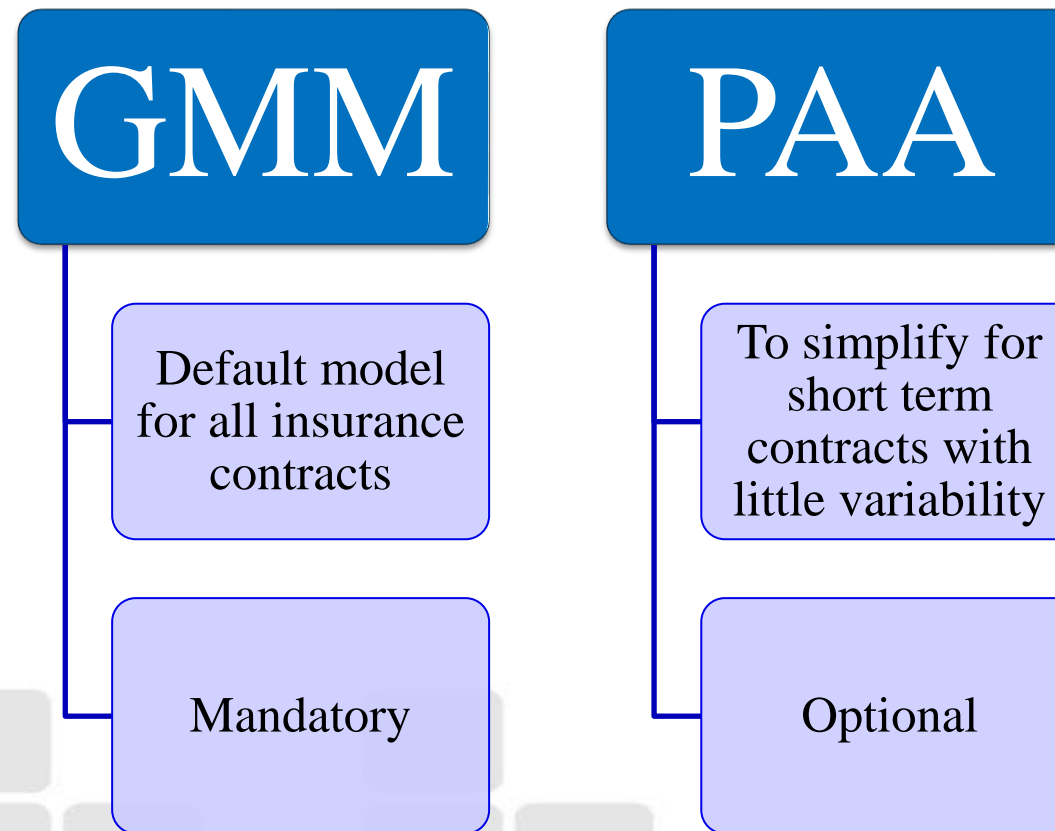 GMM
Default model
for all insurance
contracts
Mandatory
PAA
To simplify for
short term
contracts with
little variability
Optional